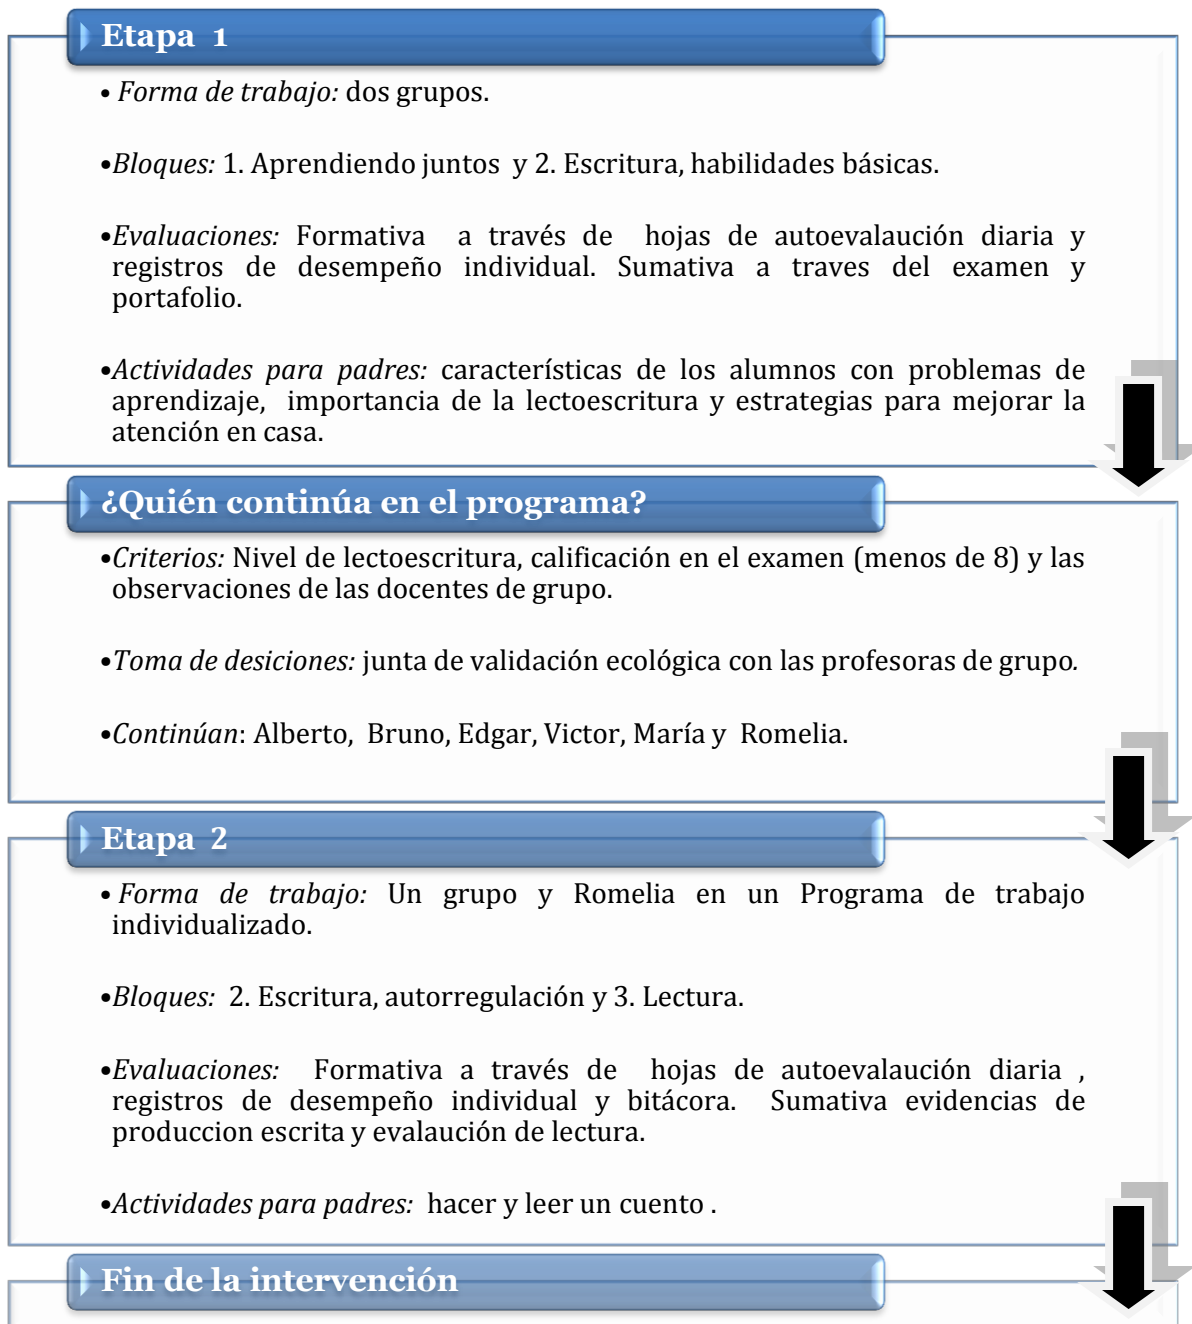 Etapa 1
• Forma de trabajo: dos grupos.
•Bloques: 1. Aprendiendo juntos y 2. Escritura, habilidades básicas.
•Evaluaciones: Formativa a través de hojas de autoevalaución diaria y
registros de desempeño individual. Sumativa a traves del examen y
portafolio.
•Actividades para padres: características de los alumnos con problemas de
aprendizaje, importancia de la lectoescritura y estrategias para mejorar la
atención en casa.
¿Quién continúa en el programa?
•Criterios: Nivel de lectoescritura, calificación en el examen (menos de 8) y las
observaciones de las docentes de grupo.
•Toma de desiciones: junta de validación ecológica con las profesoras de grupo.
•Continúan: Alberto, Bruno, Edgar, Victor, María y Romelia.
Etapa 2
• Forma de trabajo: Un grupo y Romelia en un Programa de trabajo
individualizado.
•Bloques: 2. Escritura, autorregulación y 3. Lectura.
•Evaluaciones: Formativa a través de hojas de autoevalaución diaria ,
registros de desempeño individual y bitácora. Sumativa evidencias de
produccion escrita y evalaución de lectura.
•Actividades para padres: hacer y leer un cuento .
Fin de la intervención